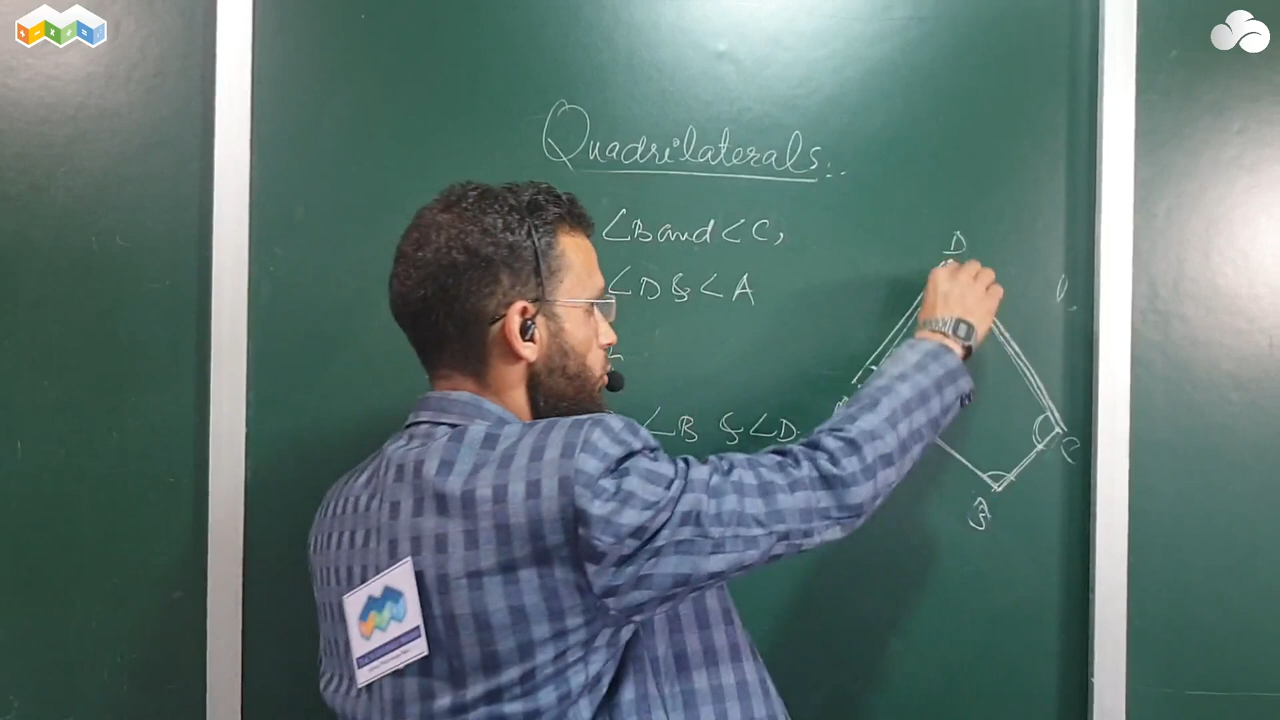 Quadrilaterals:.
∠B and ∠C,
∠D & ∠A
∠B & ∠D.
D
C
B